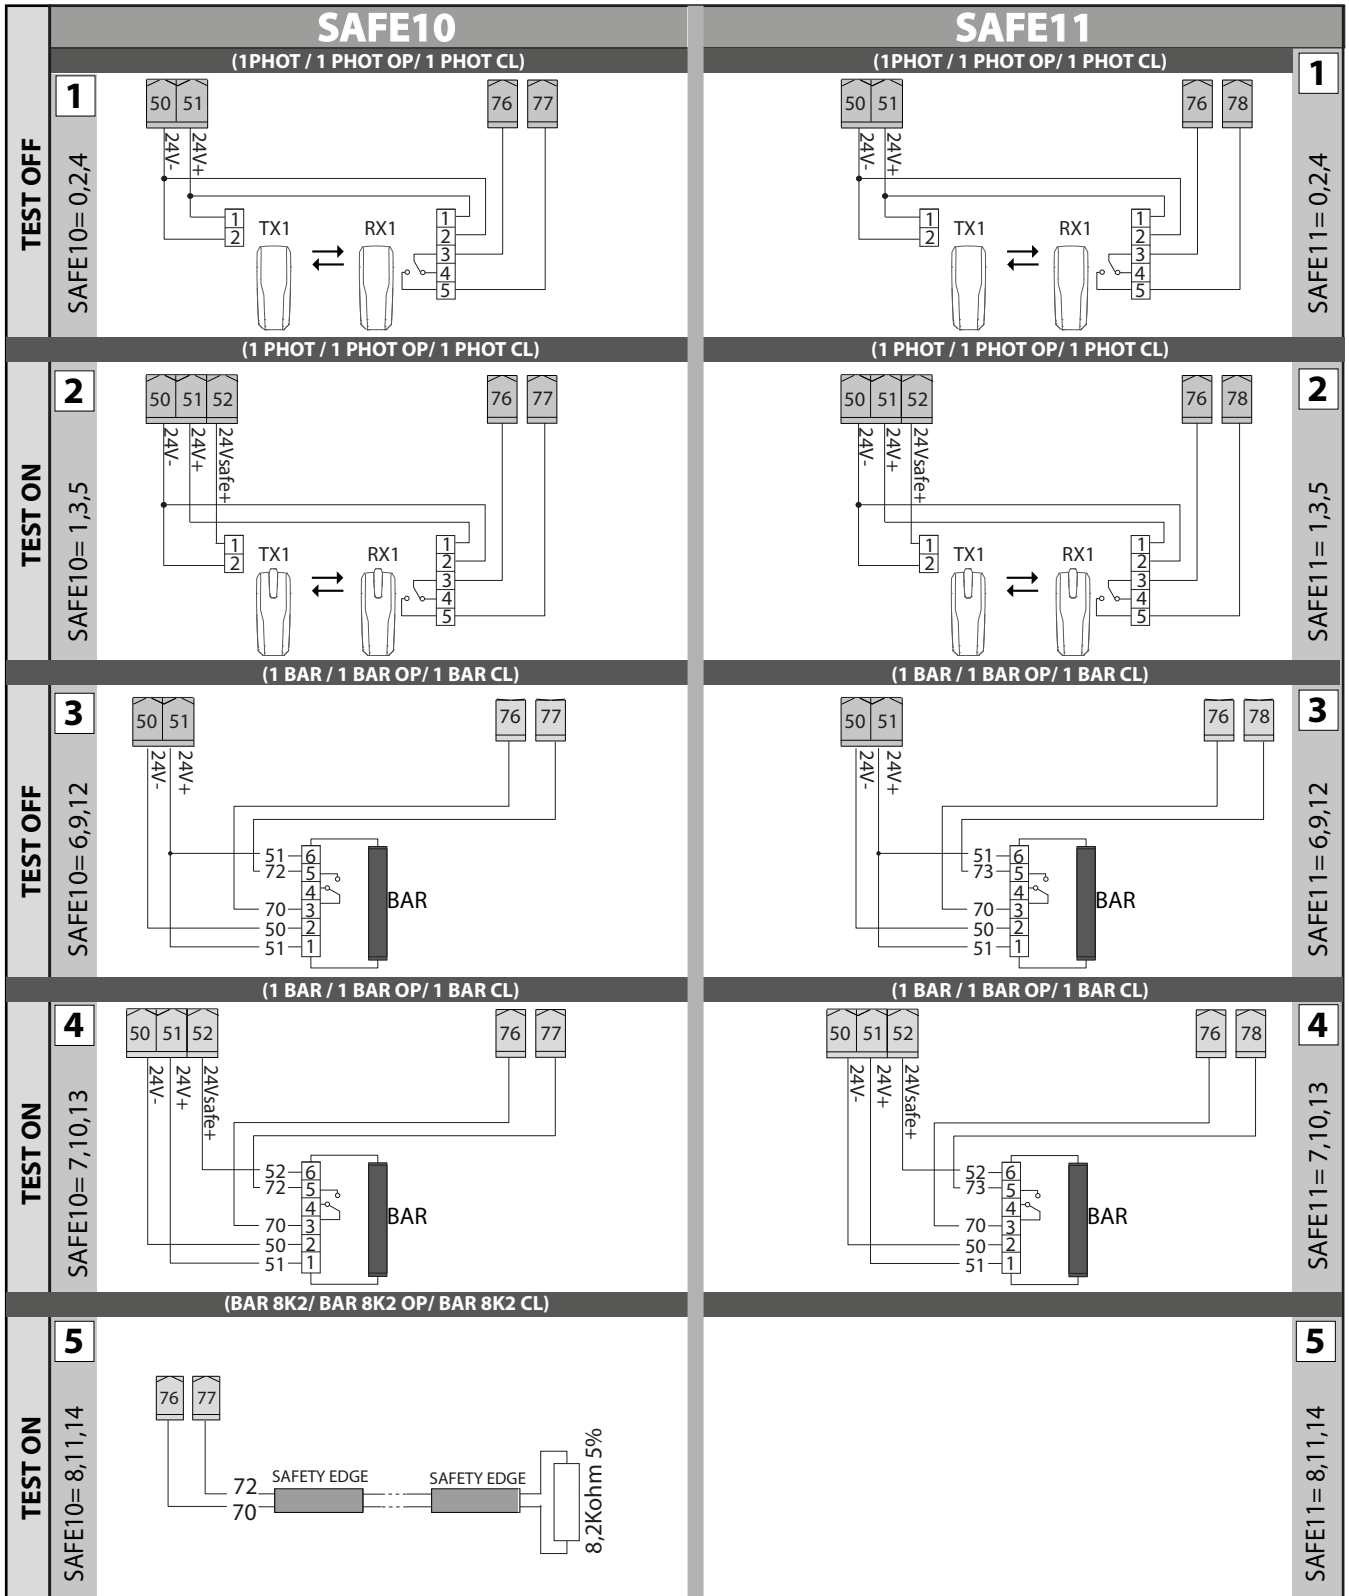 SAFE10
SAFE11
TEST OFF
(1PHOT / 1 PHOT OP/ 1 PHOT CL)
1
SAFE10= 0,2,4
50 51
76 77
24V-
24V+
1
2
TX1
RX1
1
2
3
4
5
(1PHOT / 1 PHOT OP/ 1 PHOT CL)
1
SAFE11= 0,2,4
50 51
76 78
24V-
24V+
1
2
TX1
RX1
1
2
3
4
5
TEST ON
(1 PHOT / 1 PHOT OP/ 1 PHOT CL)
2
SAFE10= 1,3,5
50 51 52
76 77
24V-
24V+
24Vsafe+
1
2
TX1
RX1
1
2
3
4
5
(1 PHOT / 1 PHOT OP/ 1 PHOT CL)
2
SAFE11= 1,3,5
50 51 52
76 78
24V-
24V+
24Vsafe+
1
2
TX1
RX1
1
2
3
4
5
TEST OFF
(1 BAR / 1 BAR OP/ 1 BAR CL)
3
SAFE10= 6,9,12
50 51
76 77
24V-
24V+
51 6
72 5
4
70 3
50 2
51 1
BAR
(1 BAR / 1 BAR OP/ 1 BAR CL)
3
SAFE11= 6,9,12
50 51
76 78
24V-
24V+
51 6
73 5
4
70 3
50 2
51 1
BAR
TEST ON
(1 BAR / 1 BAR OP/ 1 BAR CL)
4
SAFE10= 7,10,13
50 51 52
76 77
24V-
24V+
24Vsafe+
52 6
72 5
4
70 3
50 2
51 1
BAR
(1 BAR / 1 BAR OP/ 1 BAR CL)
4
SAFE11= 7,10,13
50 51 52
76 78
24V-
24V+
24Vsafe+
52 6
73 5
4
70 3
50 2
51 1
BAR
TEST ON
(BAR 8K2/ BAR 8K2 OP/ BAR 8K2 CL)
5
SAFE10= 8,11,14
76 77
72
70
SAFETY EDGE
SAFETY EDGE
8,2Kohm 5%
5
SAFE11= 8,11,14